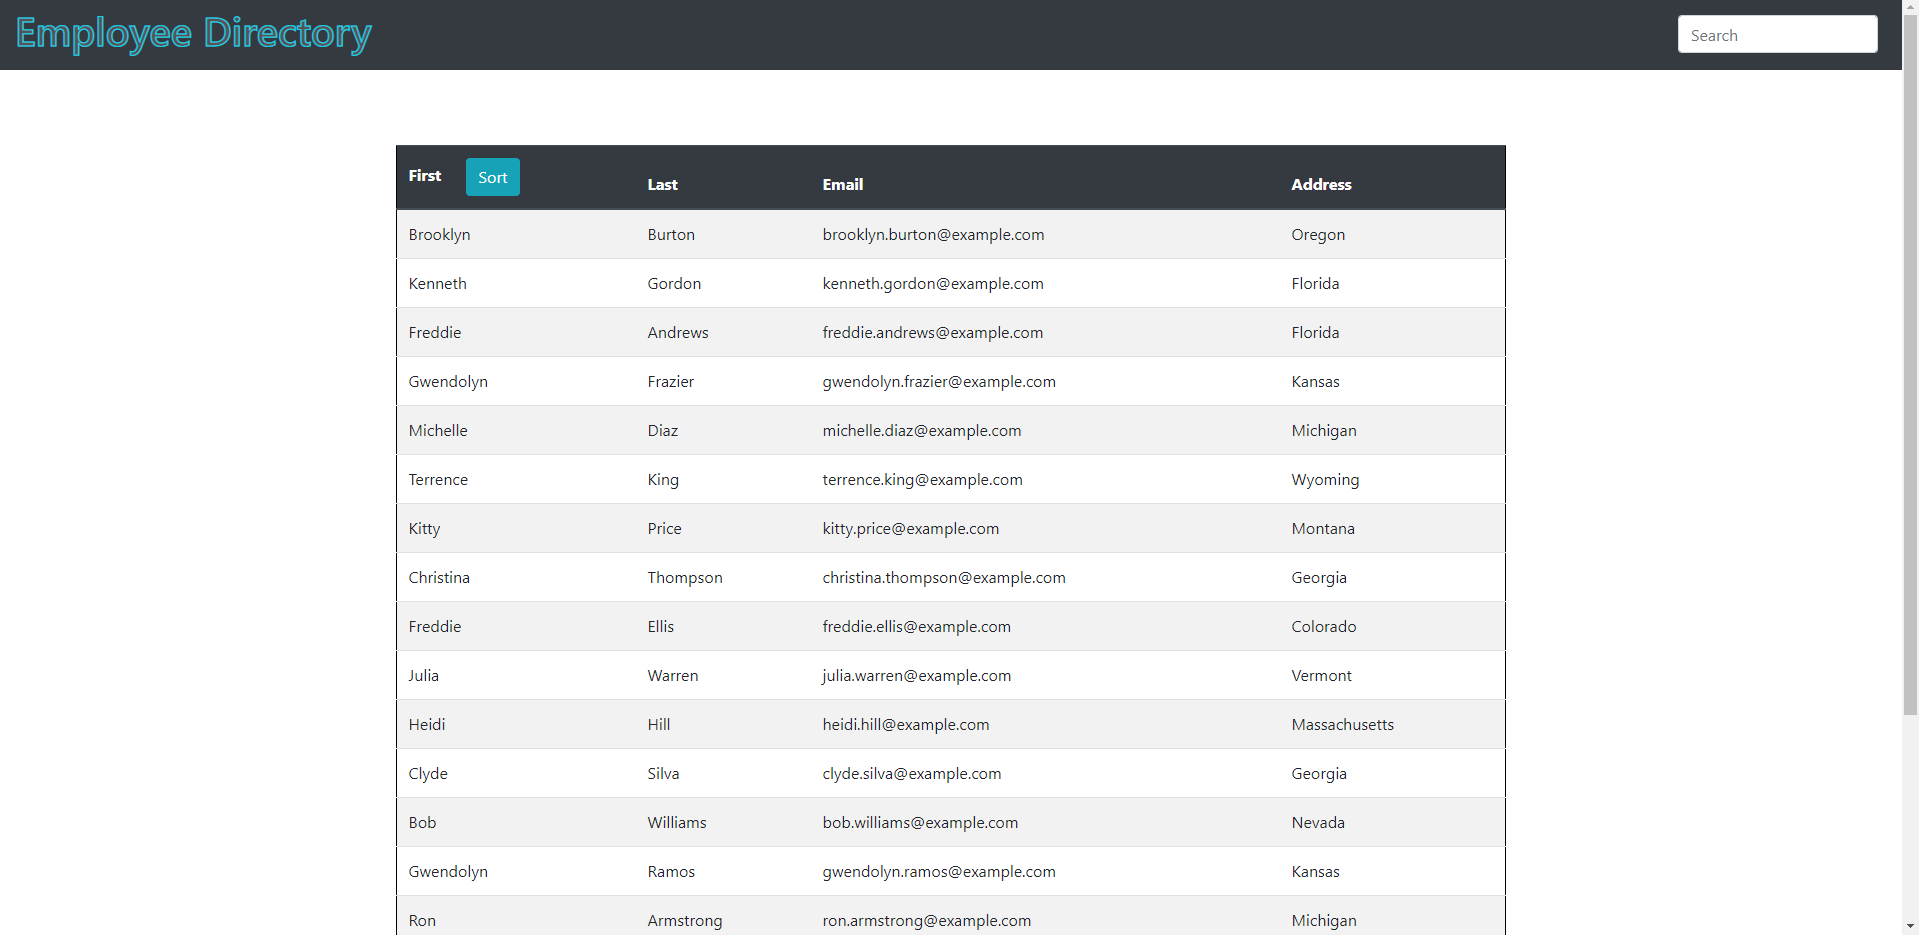 Employee Directory Search
First Sort Last Email Address
Brooklyn Burton brooklyn.burton@example.com Oregon
Kenneth Gordon kenneth.gordon@example.com Florida
Freddie Andrews freddie.andrews@example.com Florida
Gwendolyn Frazier gwendolyn.frazier@example.com Kansas
Michelle Diaz michelle.diaz@example.com Michigan
Terrence King terrence.king@example.com Wyoming
Kitty Price kitty.price@example.com Montana
Christina Thompson christina.thompson@example.com Georgia
Freddie Ellis freddie.ellis@example.com Colorado
Julia Warren julia.warren@example.com Vermont
Heidi Hill heidi.hill@example.com Massachusetts
Clyde Silva clyde.silva@example.com Georgia
Bob Williams bob.williams@example.com Nevada
Gwendolyn Ramos gwendolyn.ramos@example.com Kansas
Ron Armstrong ron.armstrong@example.com Michigan